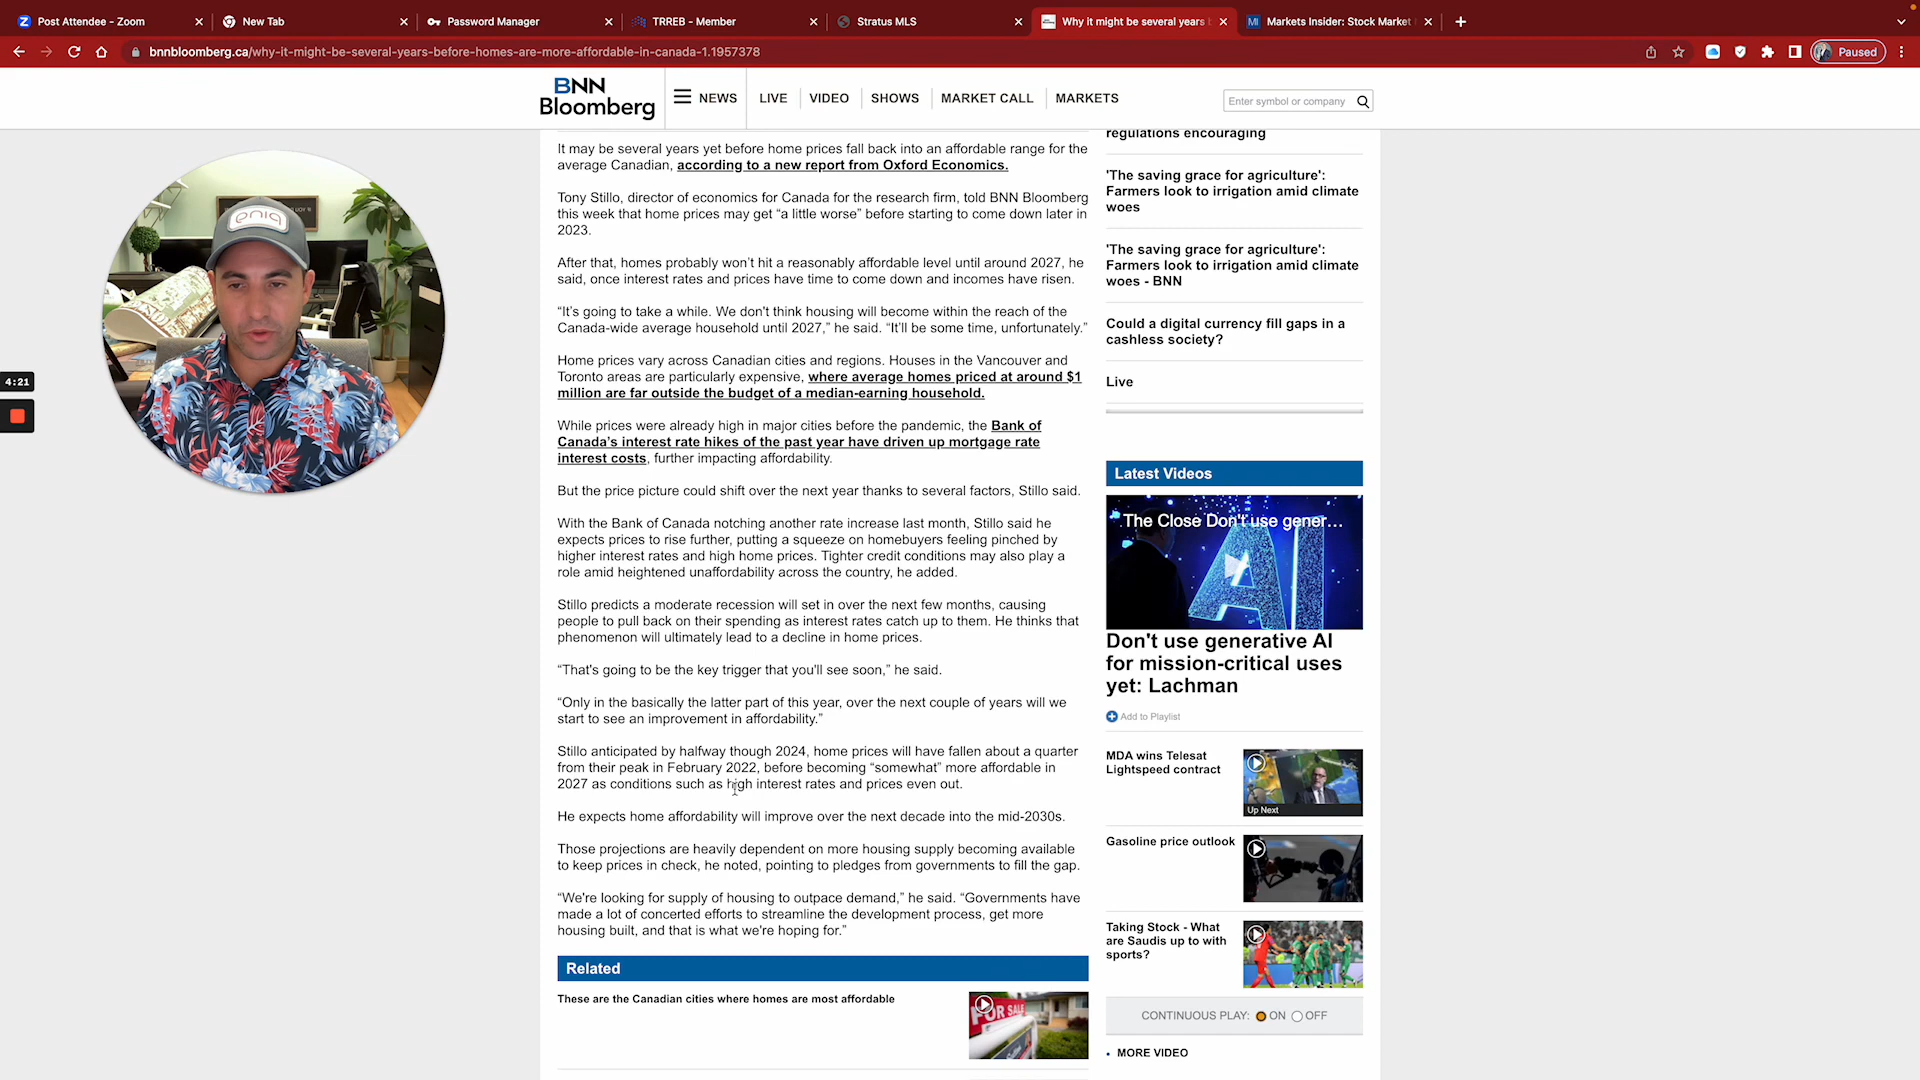 Post Attendee - Zoom
New Tab
Password Manager
TRREB - Member
Stratus MLS
Why it might be several years b
Markets Insider: Stock Market
bnnbloomberg.ca/why-it-might-be-several-years-before-homes-are-more-affordable-in-canada-1.1957378
Paused
BNN
Bloomberg
NEWS
LIVE
VIDEO
SHOWS
MARKET CALL
MARKETS
Enter symbol or company
4:21
eniq
It may be several years yet before home prices fall back into an affordable range for the
average Canadian, according to a new report from Oxford Economics.
Tony Stillo, director of economics for Canada for the research firm, told BNN Bloomberg
this week that home prices may get “a little worse” before starting to come down later in
2023.
After that, homes probably won’t hit a reasonably affordable level until around 2027, he
said, once interest rates and prices have time to come down and incomes have risen.
“It’s going to take a while. We don't think housing will become within the reach of the
Canada-wide average household until 2027,” he said. “It’ll be some time, unfortunately.”
Home prices vary across Canadian cities and regions. Houses in the Vancouver and
Toronto areas are particularly expensive, where average homes priced at around $1
million are far outside the budget of a median-earning household.
While prices were already high in major cities before the pandemic, the Bank of
Canada’s interest rate hikes of the past year have driven up mortgage rate
interest costs, further impacting affordability.
But the price picture could shift over the next year thanks to several factors, Stillo said.
With the Bank of Canada notching another rate increase last month, Stillo said he
expects prices to rise further, putting a squeeze on homebuyers feeling pinched by
higher interest rates and high home prices. Tighter credit conditions may also play a
role amid heightened unaffordability across the country, he added.
Stillo predicts a moderate recession will set in over the next few months, causing
people to pull back on their spending as interest rates catch up to them. He thinks that
phenomenon will ultimately lead to a decline in home prices.
“That's going to be the key trigger that you'll see soon,” he said.
“Only in the basically the latter part of this year, over the next couple of years will we
start to see an improvement in affordability.”
Stillo anticipated by halfway though 2024, home prices will have fallen about a quarter
from their peak in February 2022, before becoming “somewhat” more affordable in
2027 as conditions such as high interest rates and prices even out.
He expects home affordability will improve over the next decade into the mid-2030s.
Those projections are heavily dependent on more housing supply becoming available
to keep prices in check, he noted, pointing to pledges from governments to fill the gap.
“We're looking for supply of housing to outpace demand,” he said. “Governments have
made a lot of concerted efforts to streamline the development process, get more
housing built, and that is what we're hoping for.”
Related
These are the Canadian cities where homes are most affordable
FOR SALE
regulations encouraging
'The saving grace for agriculture':
Farmers look to irrigation amid climate
woes
'The saving grace for agriculture':
Farmers look to irrigation amid climate
woes - BNN
Could a digital currency fill gaps in a
cashless society?
Live
Latest Videos
The Close Don't use gener...
AI
Don't use generative AI
for mission-critical uses
yet: Lachman
Add to Playlist
MDA wins Telesat
Lightspeed contract
Up Next
Gasoline price outlook
Taking Stock - What
are Saudis up to with
sports?
CONTINUOUS PLAY: ON OFF
MORE VIDEO